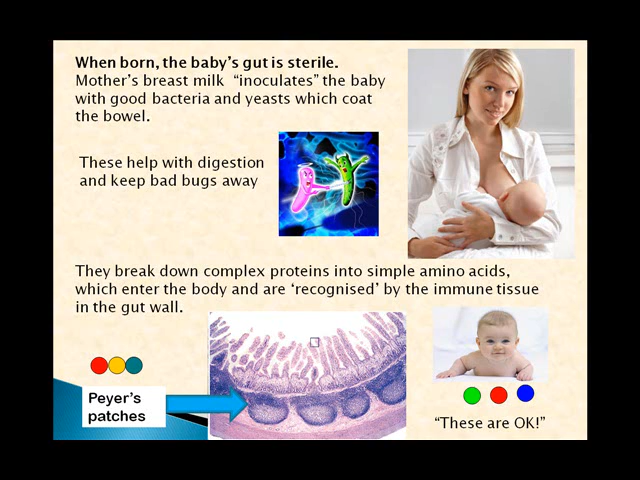 When born, the baby's gut is sterile.
Mother's breast milk  "inoculates" the baby
with good bacteria and yeasts which coat
the bowel.
These help with digestion
and keep bad bugs away
They break down complex proteins into simple amino acids,
which enter the body and are 'recognised' by the immune tissue
in the gut wall.
Peyer's
patches
"These are OK!"